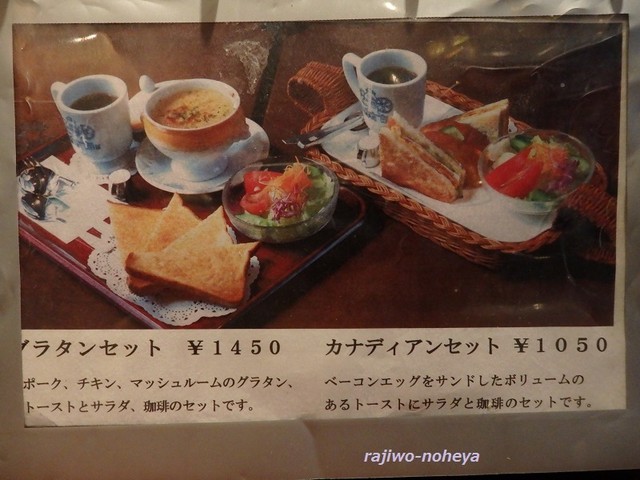 グラタンセット ￥１４５０
ポーク、チキン、マッシュルームのグラタン、
トーストとサラダ、珈琲のセットです。
カナディアンセット ￥１０５０
ベーコンエッグをサンドしたボリュームの
あるトーストにサラダと珈琲のセットです。
rajiwo-noheya